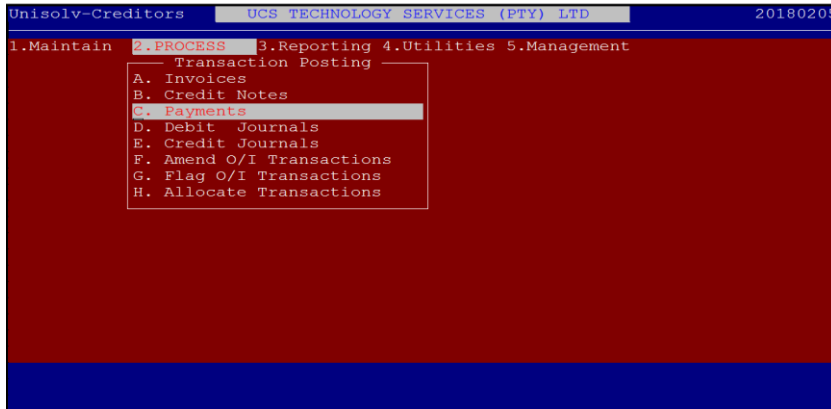 Unisolv-Creditors UCS TECHNOLOGY SERVICES (PTY) LTD 2018020
1.Maintain 2.PROCESS 3.Reporting 4.Utilities 5.Management
Transaction Posting
A. Invoices
B. Credit Notes
C. Payments
D. Debit Journals
E. Credit Journals
F. Amend O/I Transactions
G. Flag O/I Transactions
H. Allocate Transactions